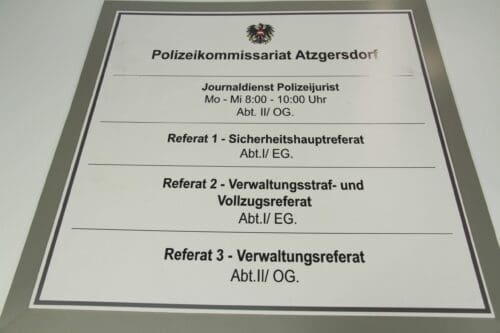 Polizeikommissariat Atzgersdorf
Journaldienst Polizeijurist
Mo - Mi 8:00 - 10:00 Uhr
Abt. II/ OG.
Referat 1 - Sicherheitshauptreferat
Abt.I/ EG.
Referat 2 - Verwaltungsstraf- und
Vollzugsreferat
Abt.I/ EG.
Referat 3 - Verwaltungsreferat
Abt.II/ OG.